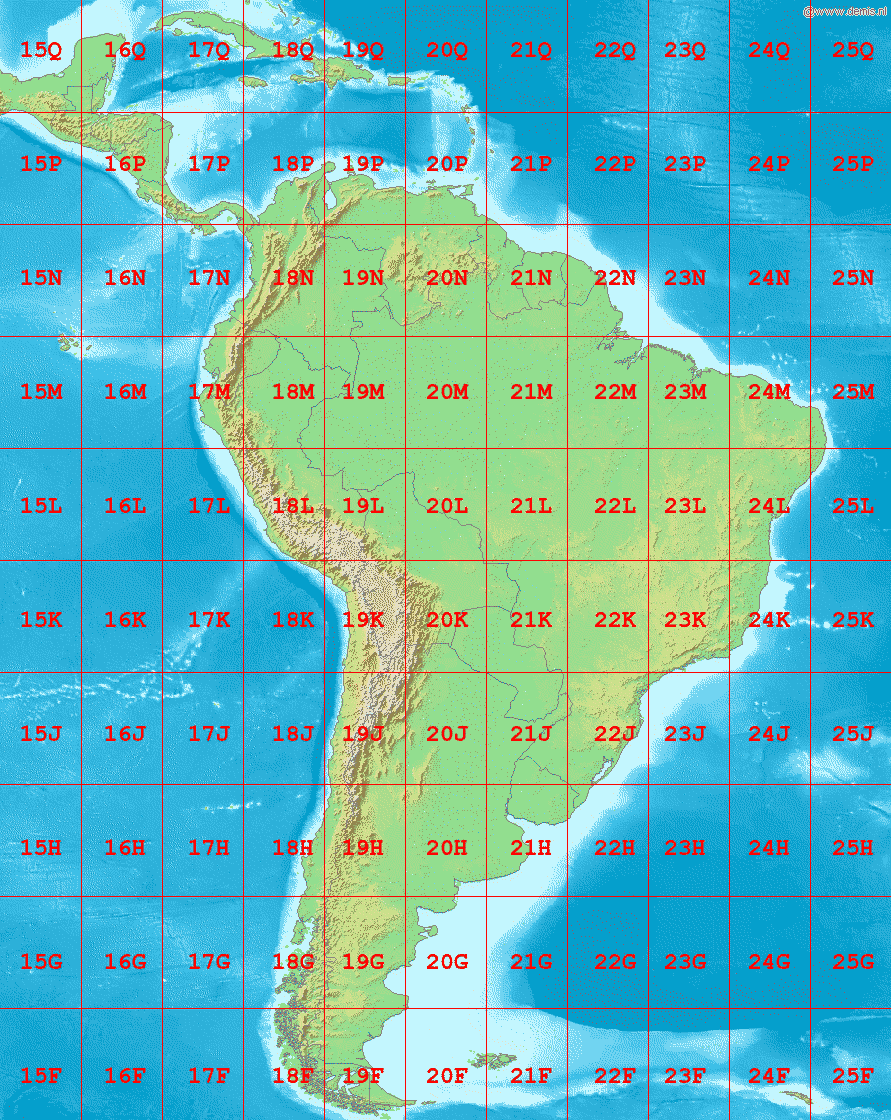 @www.demis.nl
15Q 16Q 17Q 18Q 19Q 20Q 21Q 22Q 23Q 24Q 25Q
15P 16P 17P 18P 19P 20P 21P 22P 23P 24P 25P
15N 16N 17N 18N 19N 20N 21N 22N 23N 24N 25N
15M 16M 17M 18M 19M 20M 21M 22M 23M 24M 25M
15L 16L 17L 18L 19L 20L 21L 22L 23L 24L 25L
15K 16K 17K 18K 19K 20K 21K 22K 23K 24K 25K
15J 16J 17J 18J 19J 20J 21J 22J 23J 24J 25J
15H 16H 17H 18H 19H 20H 21H 22H 23H 24H 25H
15G 16G 17G 18G 19G 20G 21G 22G 23G 24G 25G
15F 16F 17F 18F 19F 20F 21F 22F 23F 24F 25F